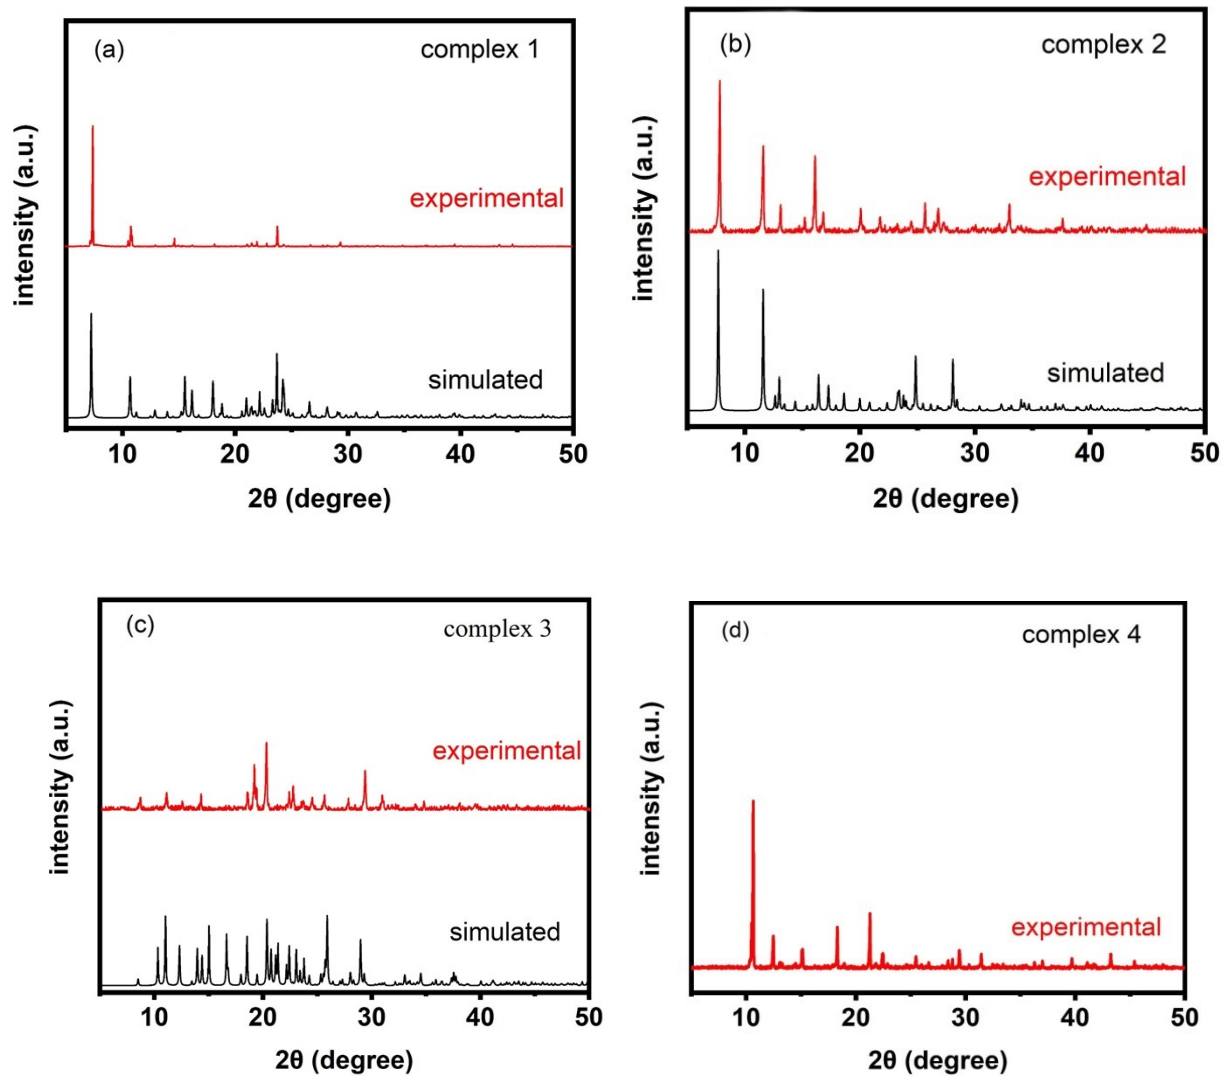 (a)
complex 1
experimental
simulated
intensity (a.u.)
10 20 30 40 50
2θ (degree)
(b)
complex 2
experimental
simulated
intensity (a.u.)
10 20 30 40 50
2θ (degree)
(c)
complex 3
experimental
simulated
intensity (a.u.)
10 20 30 40 50
2θ (degree)
(d)
complex 4
experimental
intensity (a.u.)
10 20 30 40 50
2θ (degree)